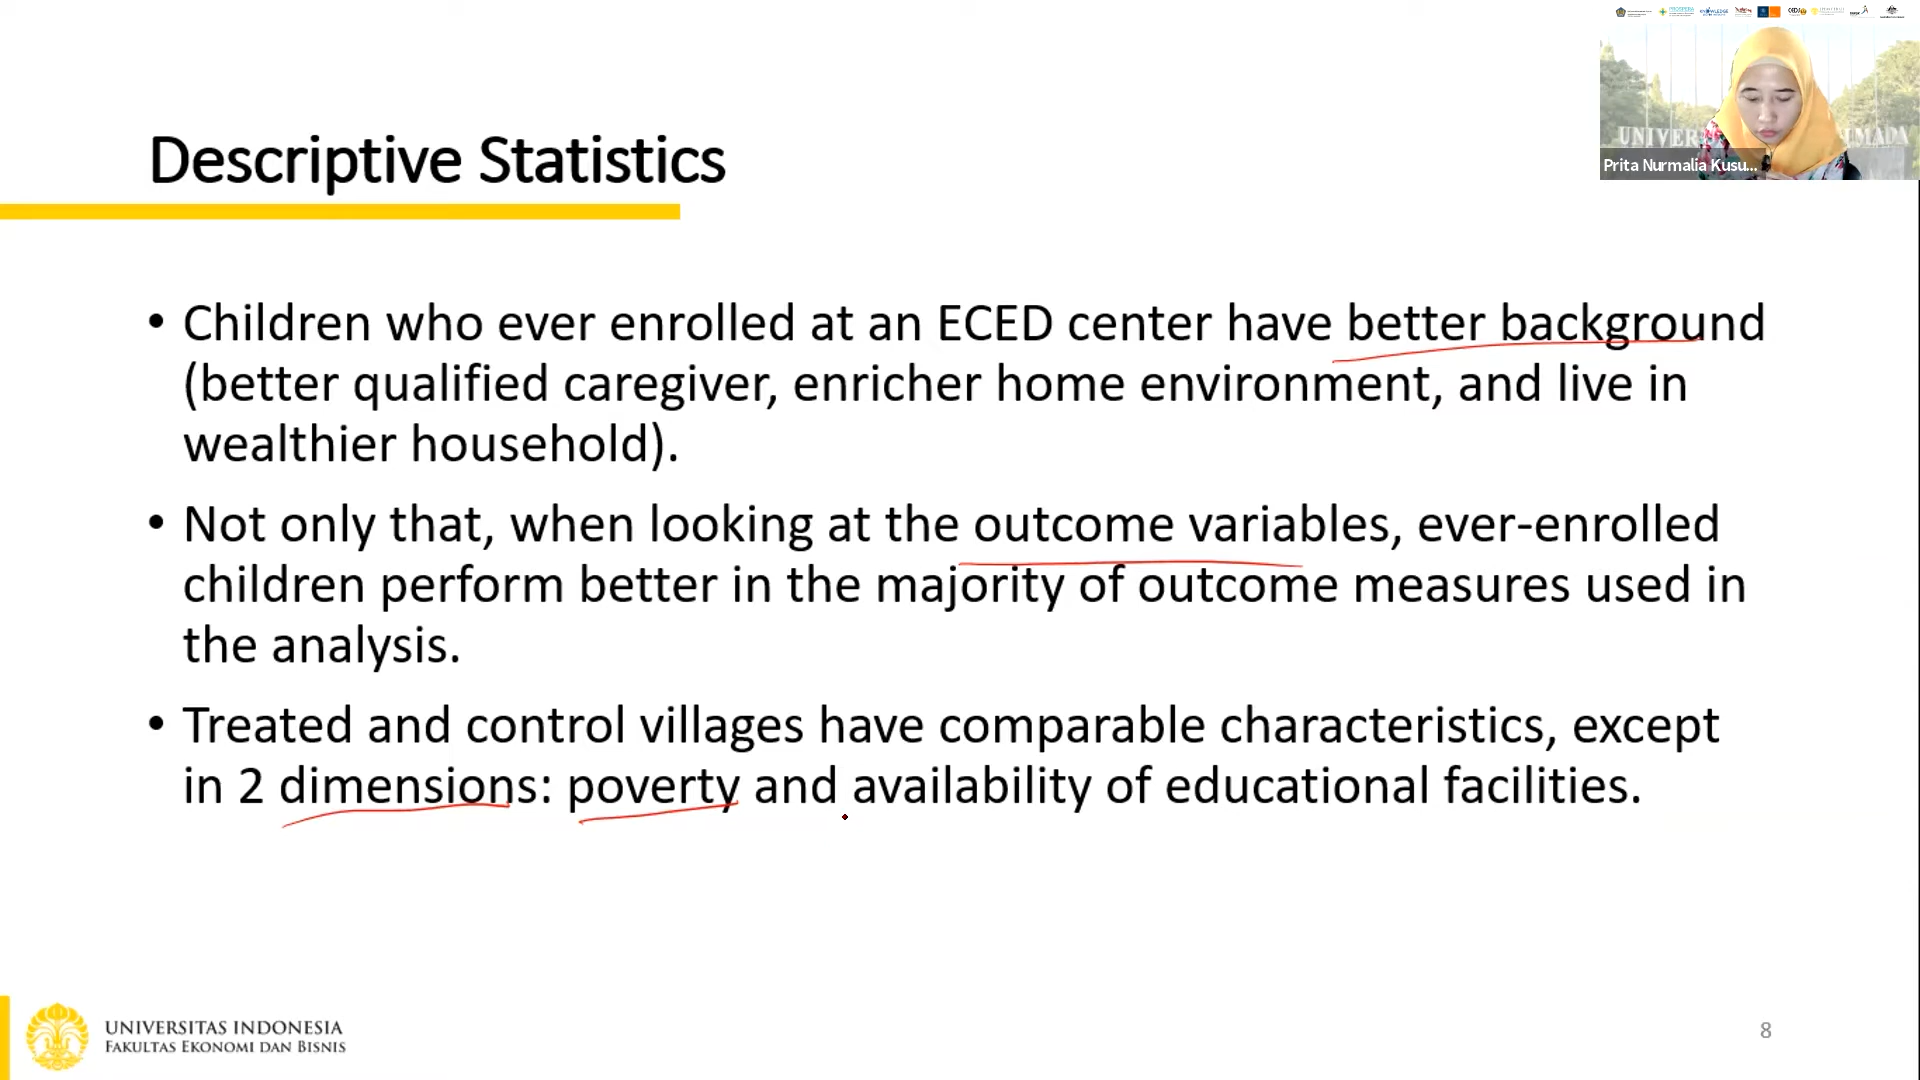 Descriptive Statistics
Prita Nurmalia Kusu...
• Children who ever enrolled at an ECED center have better background
(better qualified caregiver, enricher home environment, and live in
wealthier household).
• Not only that, when looking at the outcome variables, ever-enrolled
children perform better in the majority of outcome measures used in
the analysis.
• Treated and control villages have comparable characteristics, except
in 2 dimensions: poverty and availability of educational facilities.
UNIVERSITAS INDONESIA
FAKULTAS EKONOMI DAN BISNIS
8